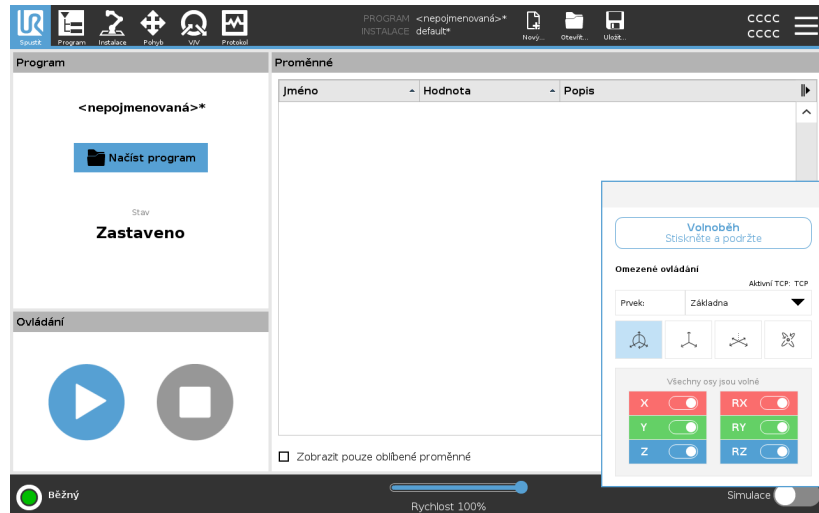 UR
PROGRAM <nepojmenovaná>*
INSTALACE default*
Spustit Program Instalace Pohyb V/V Protokol
Nový... Otevřít... Uložit...
cccc
cccc
Program
<nepojmenovaná>*
Načíst program
Stav
Zastaveno
Ovládání
Proměnné
Jméno Hodnota Popis
Zobrazit pouze oblíbené proměnné
Volnoběh
Stiskněte a podržte
Omezené ovládání
Aktivní TCP: TCP
Prvek: Základna
Všechny osy jsou volné
X RX
Y RY
Z RZ
Běžný
Rychlost 100%
Simulace